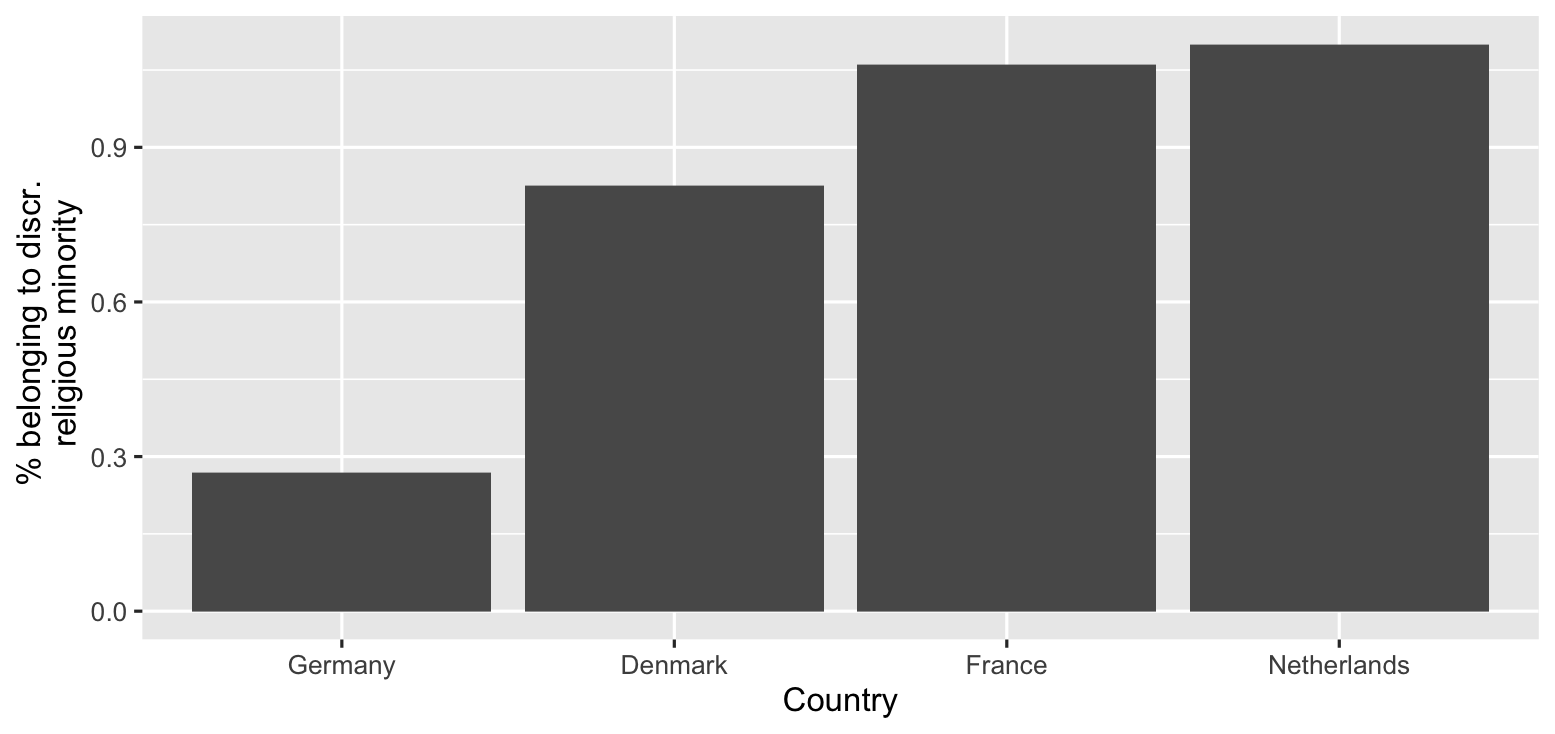 % belonging to discr.
religious minority
0.9
0.6
0.3
0.0
Germany
Denmark
France
Netherlands
Country